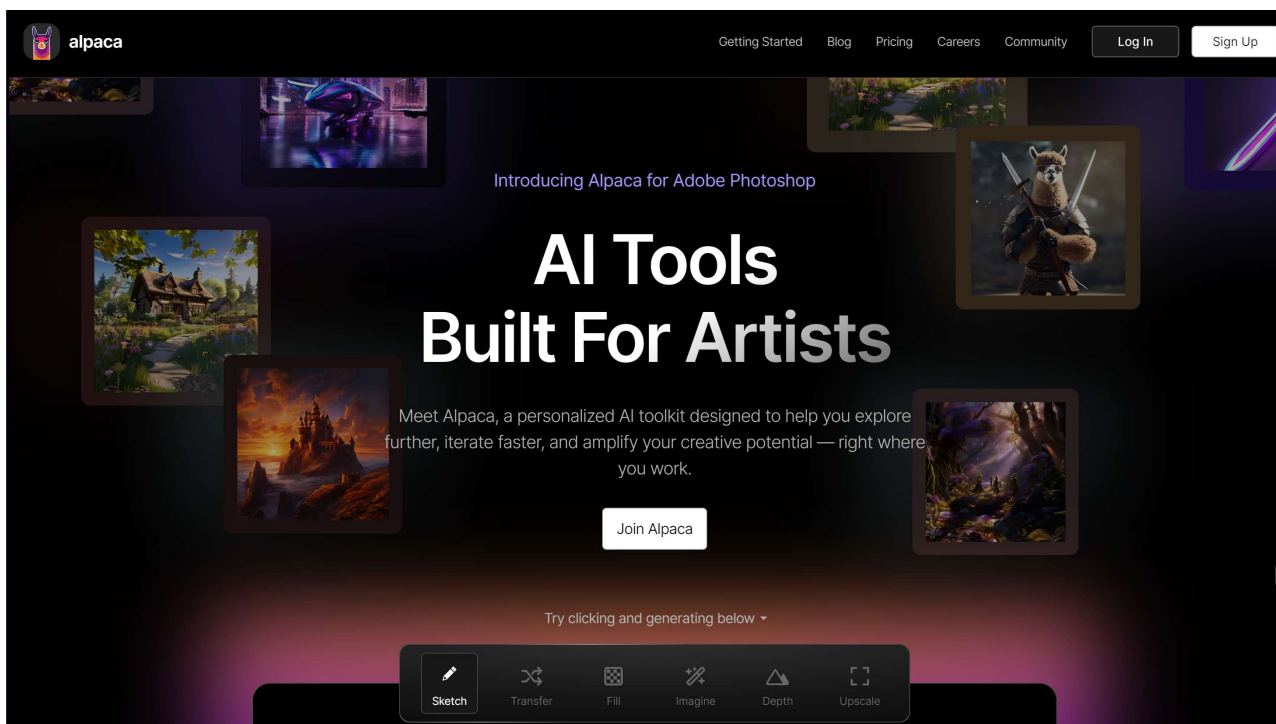 alpaca
Getting Started Blog Pricing Careers Community Log In Sign Up
Introducing Alpaca for Adobe Photoshop
AI Tools
Built For Artists
Meet Alpaca, a personalized AI toolkit designed to help you explore
further, iterate faster, and amplify your creative potential — right where
you work.
Join Alpaca
Try clicking and generating below
Sketch Transfer Fill Imagine Depth Upscale